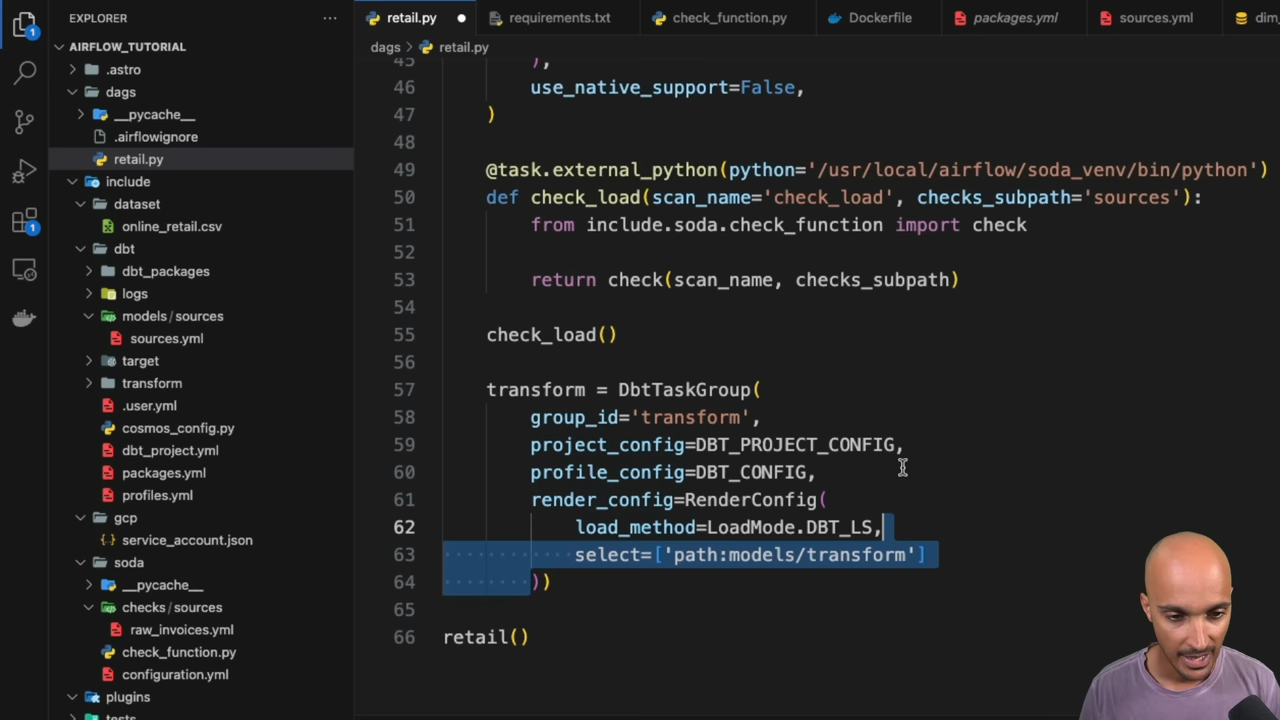 EXPLORER
AIRFLOW_TUTORIAL
.astro
dags
__pycache__
.airflowignore
retail.py
include
dataset
online_retail.csv
dbt
dbt_packages
logs
models / sources
sources.yml
target
transform
.user.yml
cosmos_config.py
dbt_project.yml
packages.yml
profiles.yml
gcp
service_account.json
soda
__pycache__
checks / sources
raw_invoices.yml
check_function.py
configuration.yml
plugins
tests
1
1
retail.py
requirements.txt
check_function.py
Dockerfile
packages.yml
sources.yml
dim_
dags > retail.py
45 ),
46 use_native_support=False,
47 )
48
49 @task.external_python(python='/usr/local/airflow/soda_venv/bin/python')
50 def check_load(scan_name='check_load', checks_subpath='sources'):
51 from include.soda.check_function import check
52
53 return check(scan_name, checks_subpath)
54
55 check_load()
56
57 transform = DbtTaskGroup(
58 group_id='transform',
59 project_config=DBT_PROJECT_CONFIG,
60 profile_config=DBT_CONFIG,
61 render_config=RenderConfig(
62 load_method=LoadMode.DBT_LS,
63 select=['path:models/transform']
64 ))
65
66 retail()